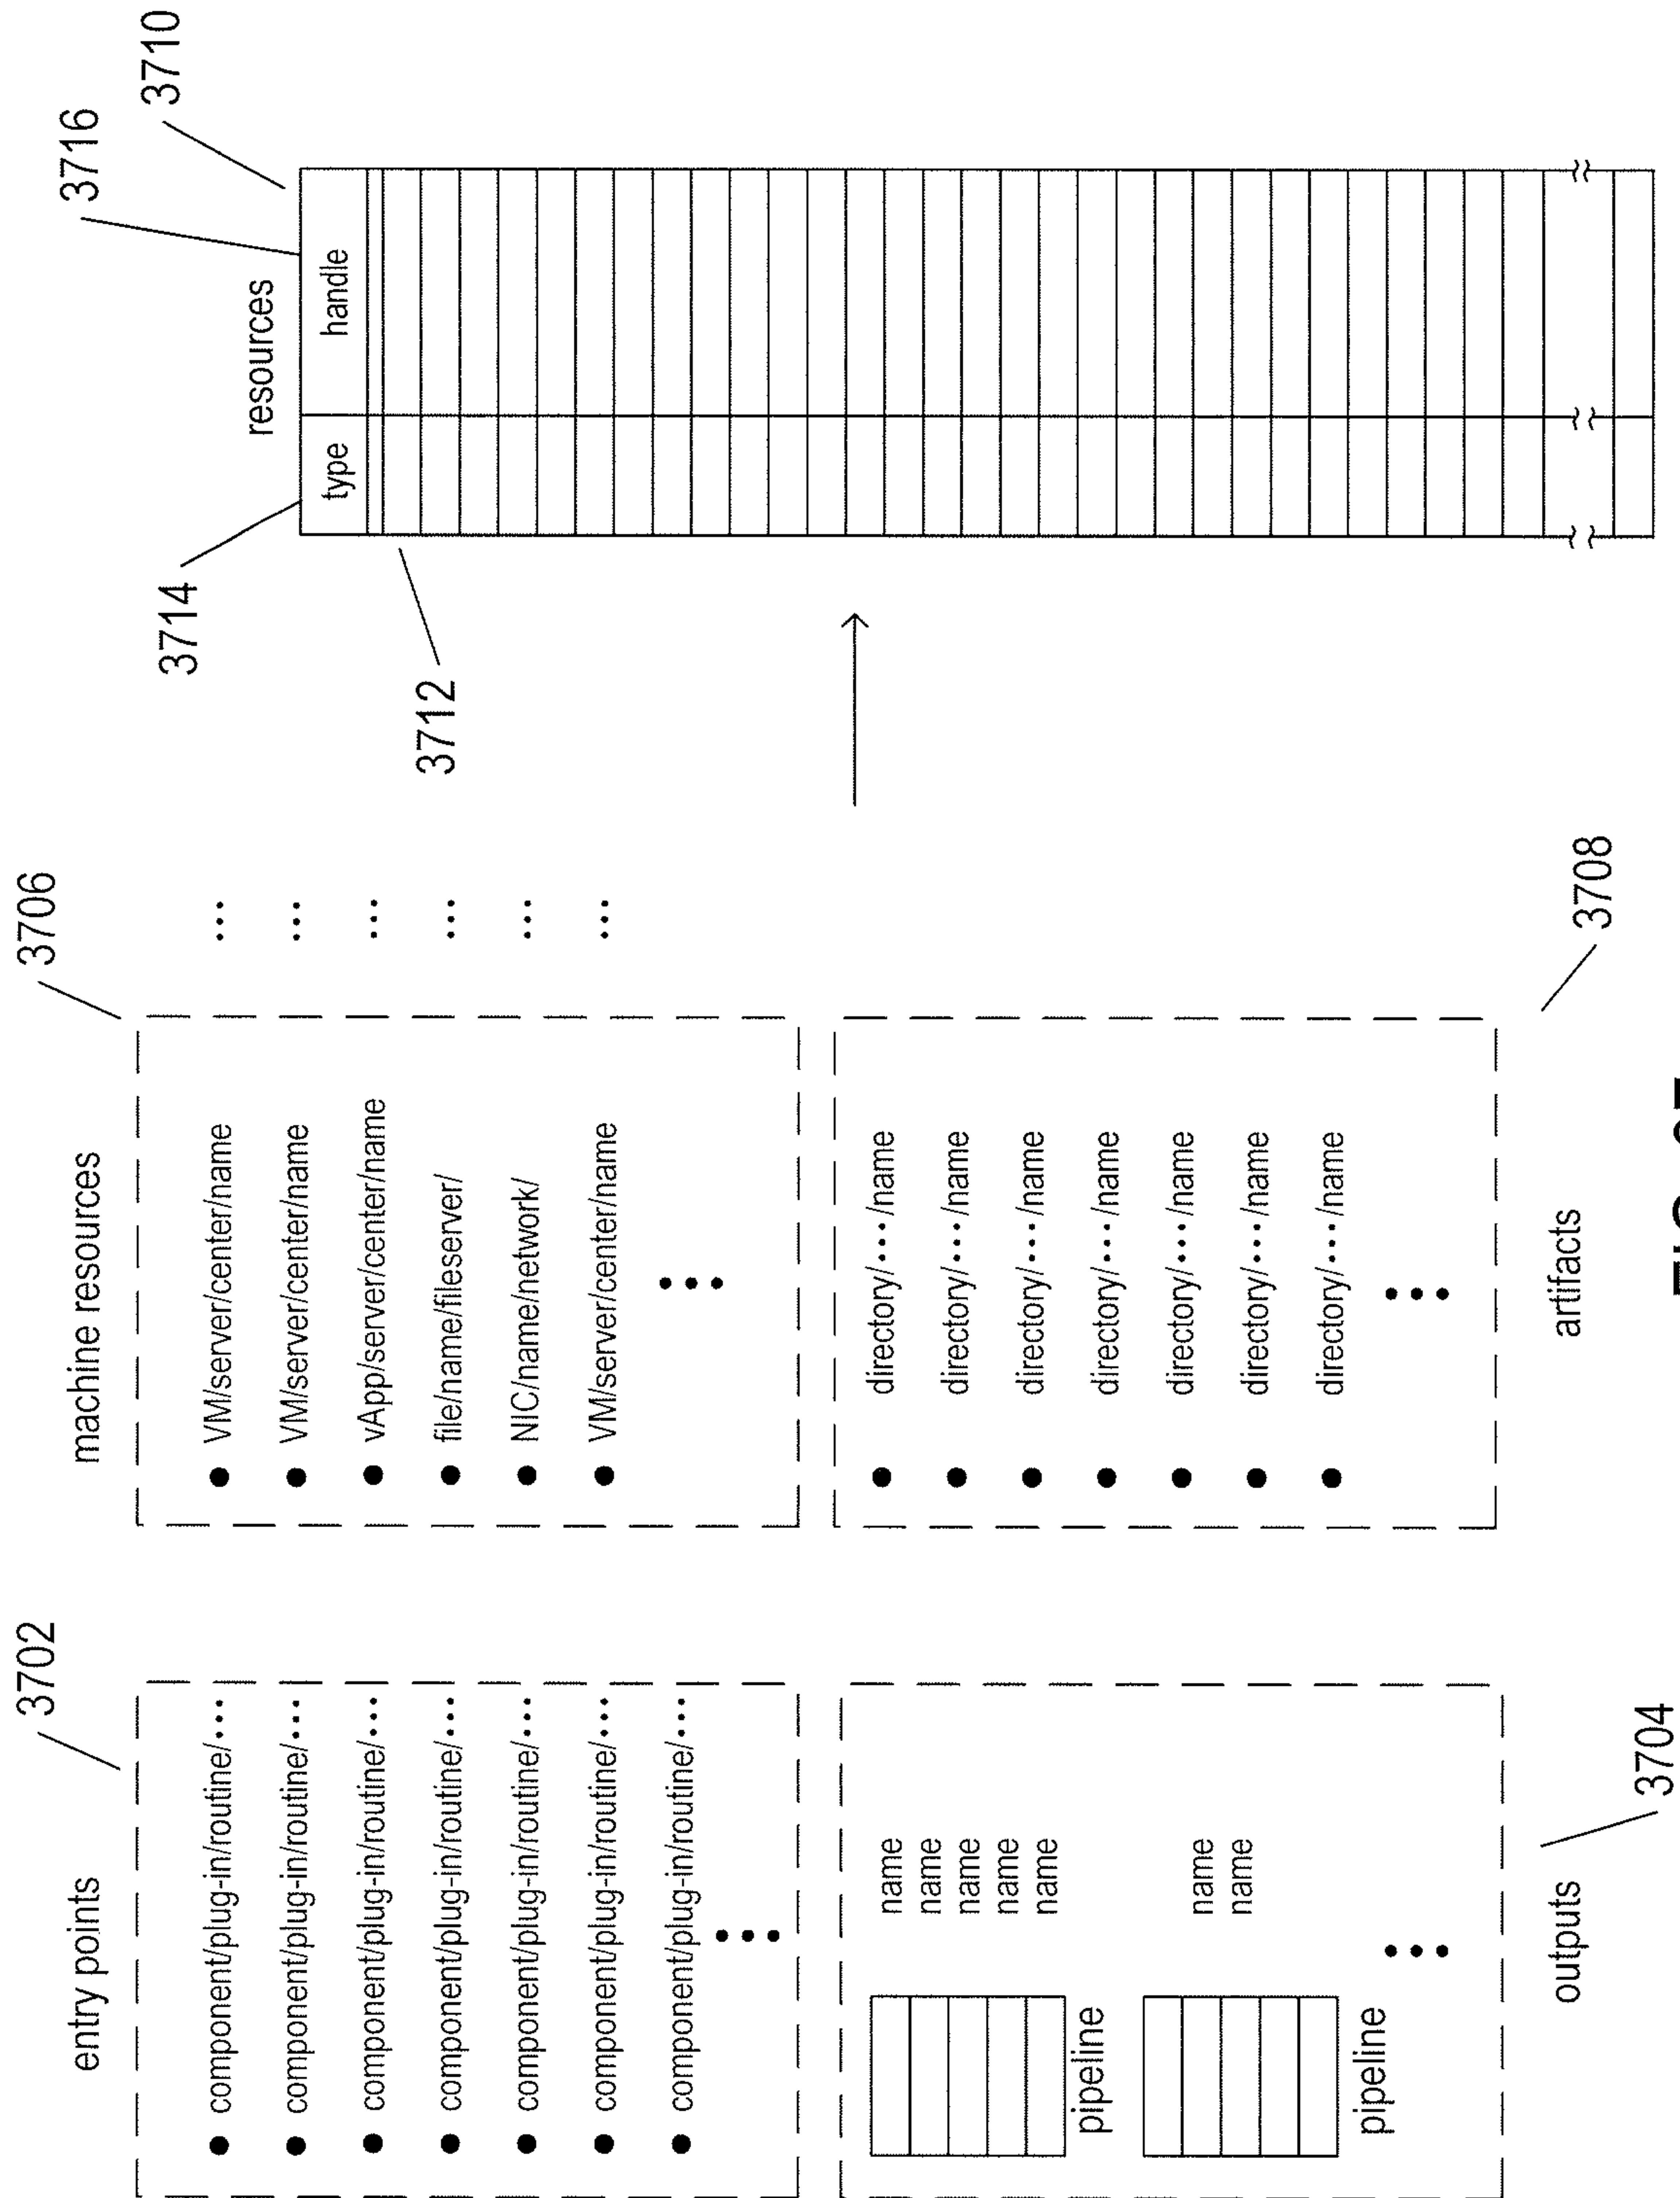 3702
entry points
component/plug-in/routine/...
component/plug-in/routine/...
component/plug-in/routine/...
component/plug-in/routine/...
component/plug-in/routine/...
component/plug-in/routine/...
component/plug-in/routine/...
...
name
name
name
name
name
pipeline
name
name
pipeline
...
outputs
3704
3706
machine resources
VM/server/center/name ...
VM/server/center/name ...
vApp/server/center/name ...
file/name/fileserver/ ...
NIC/name/network/ ...
VM/server/center/name ...
...
directory/.../name
directory/.../name
directory/.../name
directory/.../name
directory/.../name
directory/.../name
directory/.../name
...
artifacts
3708
3716
3710
3714
resources
type handle
3712